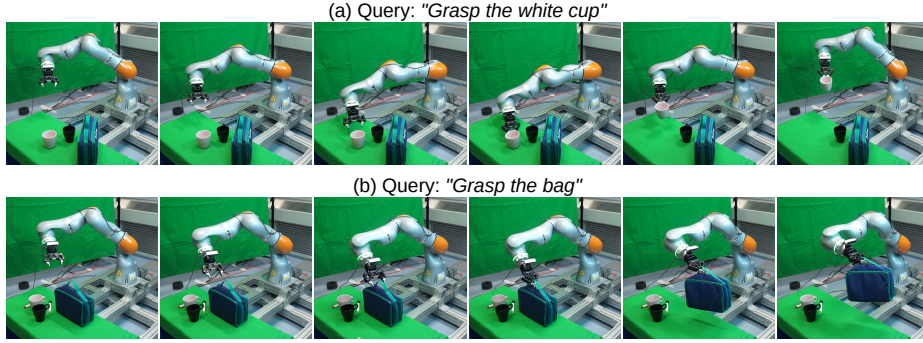 (a) Query: "Grasp the white cup"
(b) Query: "Grasp the bag"